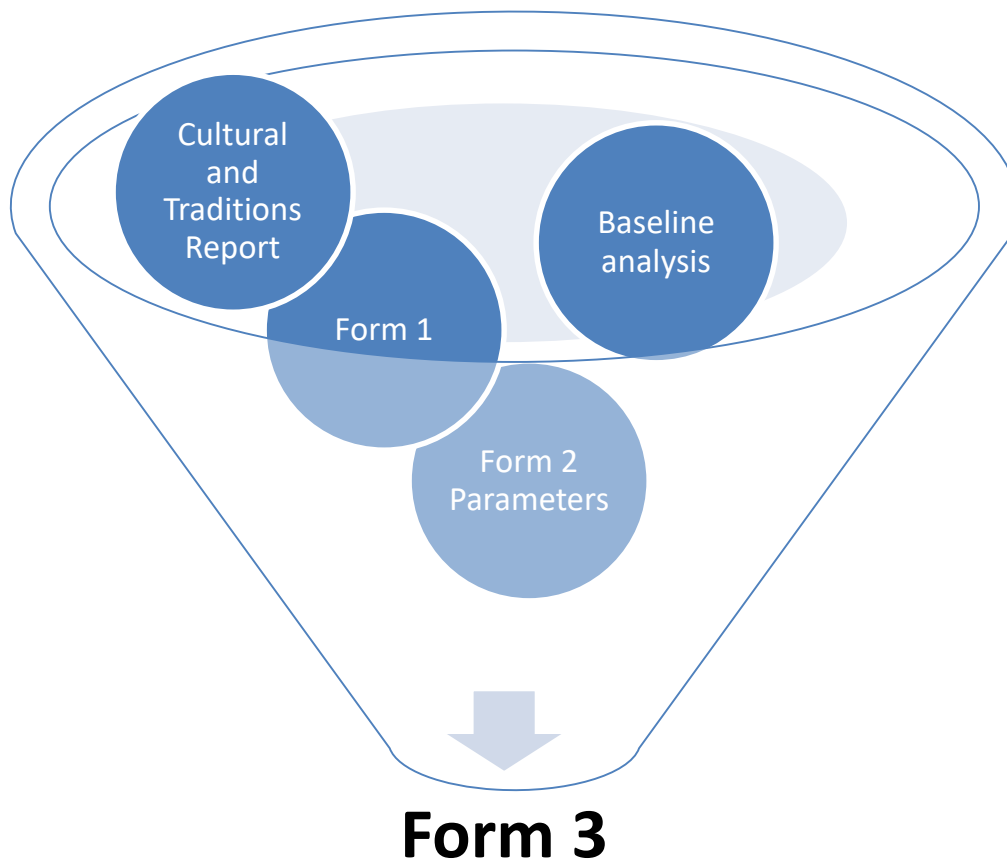 Cultural
and
Traditions
Report
Baseline
analysis
Form 1
Form 2
Parameters
Form 3